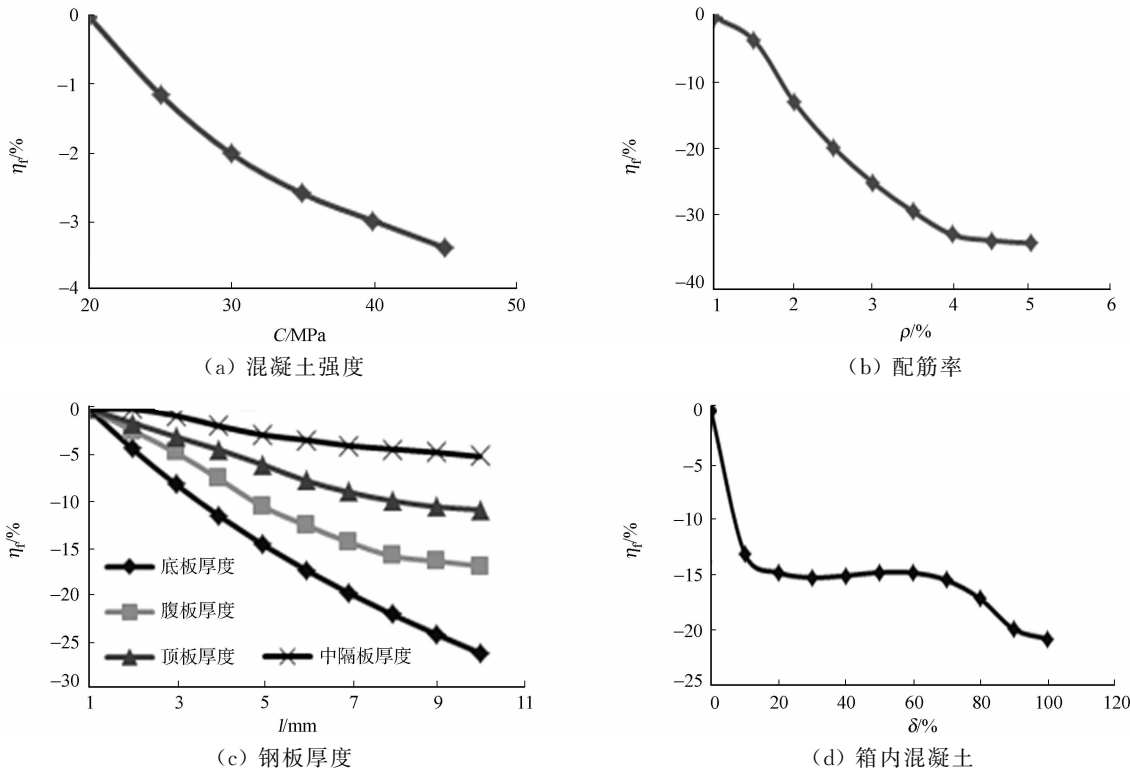 0
−1
−2
−3
−4
η_f/%
20
30
40
50
C/MPa
（a）混凝土强度
0
−10
−20
−30
−40
η_f/%
1
2
3
4
5
6
ρ/%
（b）配筋率
0
−5
−10
−15
−20
−25
−30
η_f/%
底板厚度
腹板厚度
顶板厚度
中隔板厚度
1
3
5
7
9
11
l/mm
（c）钢板厚度
0
−5
−10
−15
−20
−25
η_f/%
0
20
40
60
80
100
120
δ/%
（d）箱内混凝土